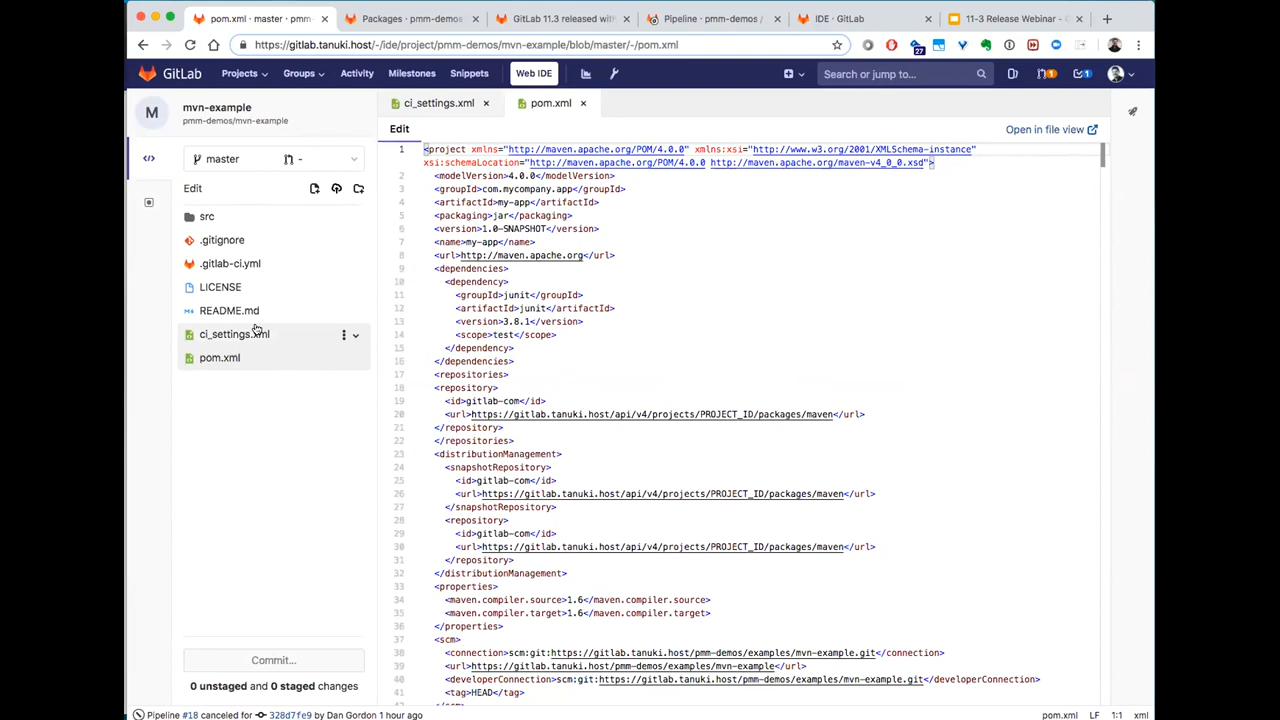 pom.xml · master · pmm-
Packages · pmm-demos
GitLab 11.3 released with
Pipeline · pmm-demos /
IDE · GitLab
11-3 Release Webinar -
https://gitlab.tanuki.host/-/ide/project/pmm-demos/mvn-example/blob/master/-/pom.xml
27
GitLab
Projects
Groups
Activity
Milestones
Snippets
Web IDE
Search or jump to...
1
1
M
mvn-example
pmm-demos/mvn-example
master
-
Edit
src
.gitignore
.gitlab-ci.yml
LICENSE
README.md
ci_settings.xml
pom.xml
Commit...
0 unstaged and 0 staged changes
ci_settings.xml
pom.xml
Edit
Open in file view
1 <project xmlns="http://maven.apache.org/POM/4.0.0" xmlns:xsi="http://www.w3.org/2001/XMLSchema-instance"
xsi:schemaLocation="http://maven.apache.org/POM/4.0.0 http://maven.apache.org/maven-v4_0_0.xsd">
2 <modelVersion>4.0.0</modelVersion>
3 <groupId>com.mycompany.app</groupId>
4 <artifactId>my-app</artifactId>
5 <packaging>jar</packaging>
6 <version>1.0-SNAPSHOT</version>
7 <name>my-app</name>
8 <url>http://maven.apache.org</url>
9 <dependencies>
10 <dependency>
11 <groupId>junit</groupId>
12 <artifactId>junit</artifactId>
13 <version>3.8.1</version>
14 <scope>test</scope>
15 </dependency>
16 </dependencies>
17 <repositories>
18 <repository>
19 <id>gitlab-com</id>
20 <url>https://gitlab.tanuki.host/api/v4/projects/PROJECT_ID/packages/maven</url>
21 </repository>
22 </repositories>
23 <distributionManagement>
24 <snapshotRepository>
25 <id>gitlab-com</id>
26 <url>https://gitlab.tanuki.host/api/v4/projects/PROJECT_ID/packages/maven</url>
27 </snapshotRepository>
28 <repository>
29 <id>gitlab-com</id>
30 <url>https://gitlab.tanuki.host/api/v4/projects/PROJECT_ID/packages/maven</url>
31 </repository>
32 </distributionManagement>
33 <properties>
34 <maven.compiler.source>1.6</maven.compiler.source>
35 <maven.compiler.target>1.6</maven.compiler.target>
36 </properties>
37 <scm>
38 <connection>scm:git:https://gitlab.tanuki.host/pmm-demos/examples/mvn-example.git</connection>
39 <url>https://gitlab.tanuki.host/pmm-demos/examples/mvn-example</url>
40 <developerConnection>scm:git:https://gitlab.tanuki.host/pmm-demos/examples/mvn-example.git</developerConnection>
41 <tag>HEAD</tag>
Pipeline #18 canceled for 328d7fe9 by Dan Gordon 1 hour ago
pom.xml LF 1:1 xml